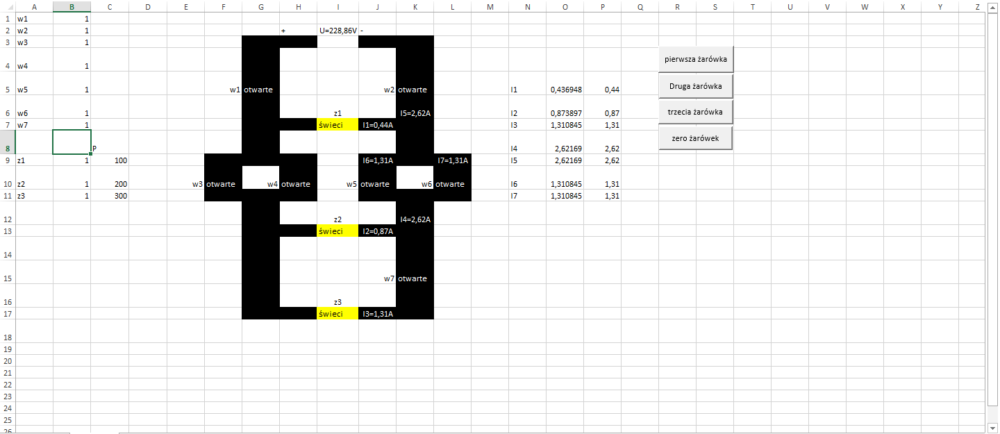 A B C D E F G H I J K L M N O P Q R S T U V W X Y Z
1 w1 1
2 w2 1 + U=228,86V -
3 w3 1
pierwsza żarówka
4 w4 1
5 w5 1 w1 otwarte w2 otwarte I1 0,436948 0,44 Druga żarówka
6 w6 1 z1 I5=2,62A I2 0,873897 0,87 trzecia żarówka
7 w7 1 świeci I1=0,44A I3 1,310845 1,31
zero żarówek
8 P I4 2,62169 2,62
9 z1 1 100 I6=1,31A I7=1,31A I5 2,62169 2,62
10 z2 1 200 w3 otwarte w4 otwarte w5 otwarte w6 otwarte I6 1,310845 1,31
11 z3 1 300 I7 1,310845 1,31
12 z2 I4=2,62A
13 świeci I2=0,87A
14
15 w7 otwarte
16 z3
17 świeci I3=1,31A
18
19
20
21
22
23
24
25
26